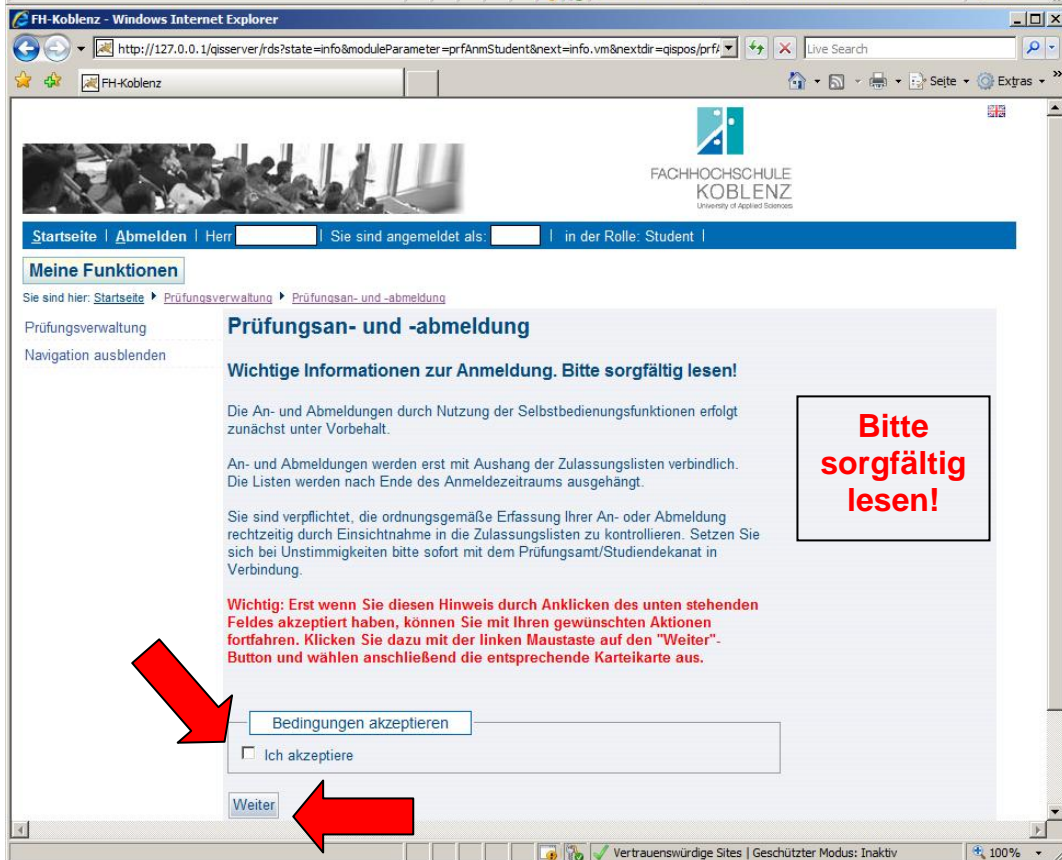 FH-Koblenz - Windows Internet Explorer
http://127.0.0.1/qisserver/rds?state=info&moduleParameter=prfAnmStudent&next=info.vm&nextdir=qispos/prf
Live Search
FH-Koblenz
Seite
Extras
FACHHOCHSCHULE
KOBLENZ
University of Applied Sciences
Startseite | Abmelden | Herr | Sie sind angemeldet als: | in der Rolle: Student |
Meine Funktionen
Sie sind hier: Startseite Prüfungsverwaltung Prüfungsan- und -abmeldung
Prüfungsverwaltung
Navigation ausblenden
Prüfungsan- und -abmeldung
Wichtige Informationen zur Anmeldung. Bitte sorgfältig lesen!
Die An- und Abmeldungen durch Nutzung der Selbstbedienungsfunktionen erfolgt
zunächst unter Vorbehalt.
An- und Abmeldungen werden erst mit Aushang der Zulassungslisten verbindlich.
Die Listen werden nach Ende des Anmeldezeitraums ausgehängt.
Sie sind verpflichtet, die ordnungsgemäße Erfassung Ihrer An- oder Abmeldung
rechtzeitig durch Einsichtnahme in die Zulassungslisten zu kontrollieren. Setzen Sie
sich bei Unstimmigkeiten bitte sofort mit dem Prüfungsamt/Studiendekanat in
Verbindung.
Wichtig: Erst wenn Sie diesen Hinweis durch Anklicken des unten stehenden
Feldes akzeptiert haben, können Sie mit Ihren gewünschten Aktionen
fortfahren. Klicken Sie dazu mit der linken Maustaste auf den "Weiter"-
Button und wählen anschließend die entsprechende Karteikarte aus.
Bitte
sorgfältig
lesen!
Bedingungen akzeptieren
Ich akzeptiere
Weiter
Vertrauenswürdige Sites | Geschützter Modus: Inaktiv
100%